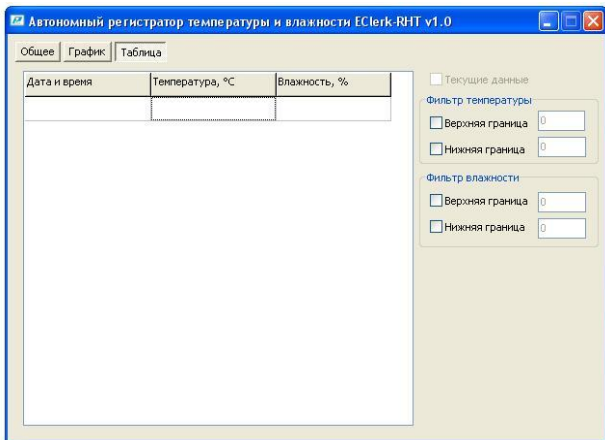 Автономный регистратор температуры и влажности EClerk-RHT v1.0
Общее График Таблица
Дата и время Температура, °C Влажность, %
Текущие данные
Фильтр температуры
Верхняя граница 0
Нижняя граница 0
Фильтр влажности
Верхняя граница 0
Нижняя граница 0